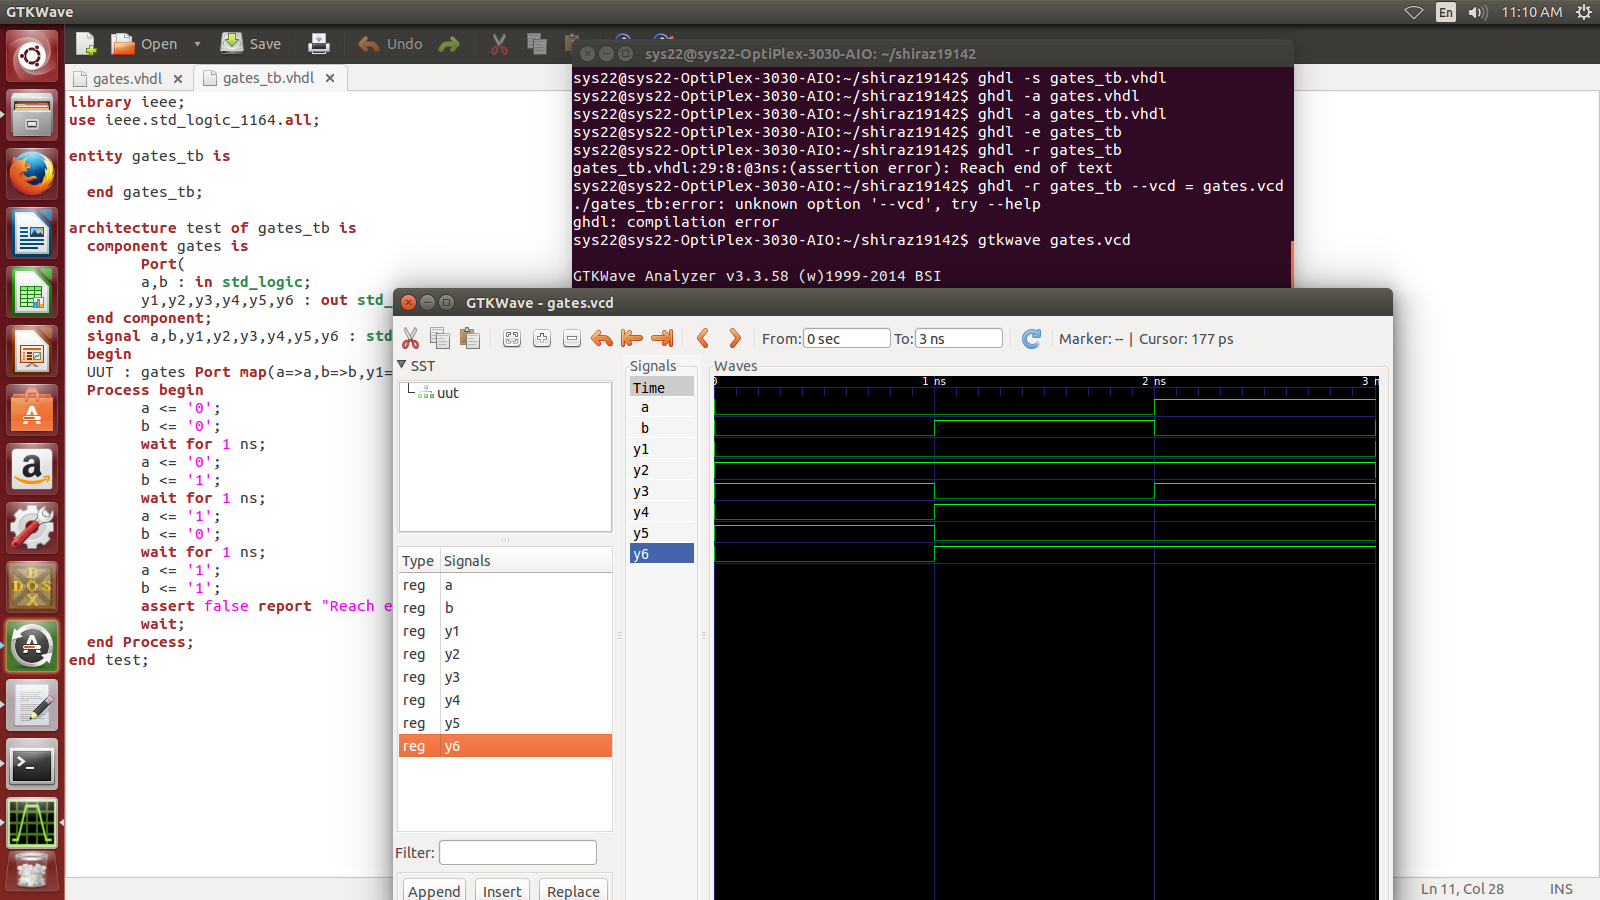 GTKWave
En
11:10 AM
Open
Save
Undo
sys22@sys22-OptiPlex-3030-AIO: ~/shiraz19142
gates.vhdl
gates_tb.vhdl
library ieee;
use ieee.std_logic_1164.all;
entity gates_tb is
end gates_tb;
architecture test of gates_tb is
component gates is
Port(
a,b : in std_logic;
y1,y2,y3,y4,y5,y6 : out std_
end component;
signal a,b,y1,y2,y3,y4,y5,y6 : std
begin
UUT : gates Port map(a=>a,b=>b,y1=
Process begin
a <= '0';
b <= '0';
wait for 1 ns;
a <= '0';
b <= '1';
wait for 1 ns;
a <= '1';
b <= '0';
wait for 1 ns;
a <= '1';
b <= '1';
assert false report "Reach e
wait;
end Process;
end test;
sys22@sys22-OptiPlex-3030-AIO:~/shiraz19142$ ghdl -s gates_tb.vhdl
sys22@sys22-OptiPlex-3030-AIO:~/shiraz19142$ ghdl -a gates.vhdl
sys22@sys22-OptiPlex-3030-AIO:~/shiraz19142$ ghdl -a gates_tb.vhdl
sys22@sys22-OptiPlex-3030-AIO:~/shiraz19142$ ghdl -e gates_tb
sys22@sys22-OptiPlex-3030-AIO:~/shiraz19142$ ghdl -r gates_tb
gates_tb.vhdl:29:8:@3ns:(assertion error): Reach end of text
sys22@sys22-OptiPlex-3030-AIO:~/shiraz19142$ ghdl -r gates_tb --vcd = gates.vcd
./gates_tb:error: unknown option '--vcd', try --help
ghdl: compilation error
sys22@sys22-OptiPlex-3030-AIO:~/shiraz19142$ gtkwave gates.vcd
GTKWave Analyzer v3.3.58 (w)1999-2014 BSI
GTKWave - gates.vcd
From: 0 sec To: 3 ns Marker: -- | Cursor: 177 ps
SST
uut
Type Signals
reg a
reg b
reg y1
reg y2
reg y3
reg y4
reg y5
reg y6
Filter:
Append Insert Replace
Signals
Time
a
b
y1
y2
y3
y4
y5
y6
Waves
0 1 ns 2 ns 3 n
Ln 11, Col 28 INS